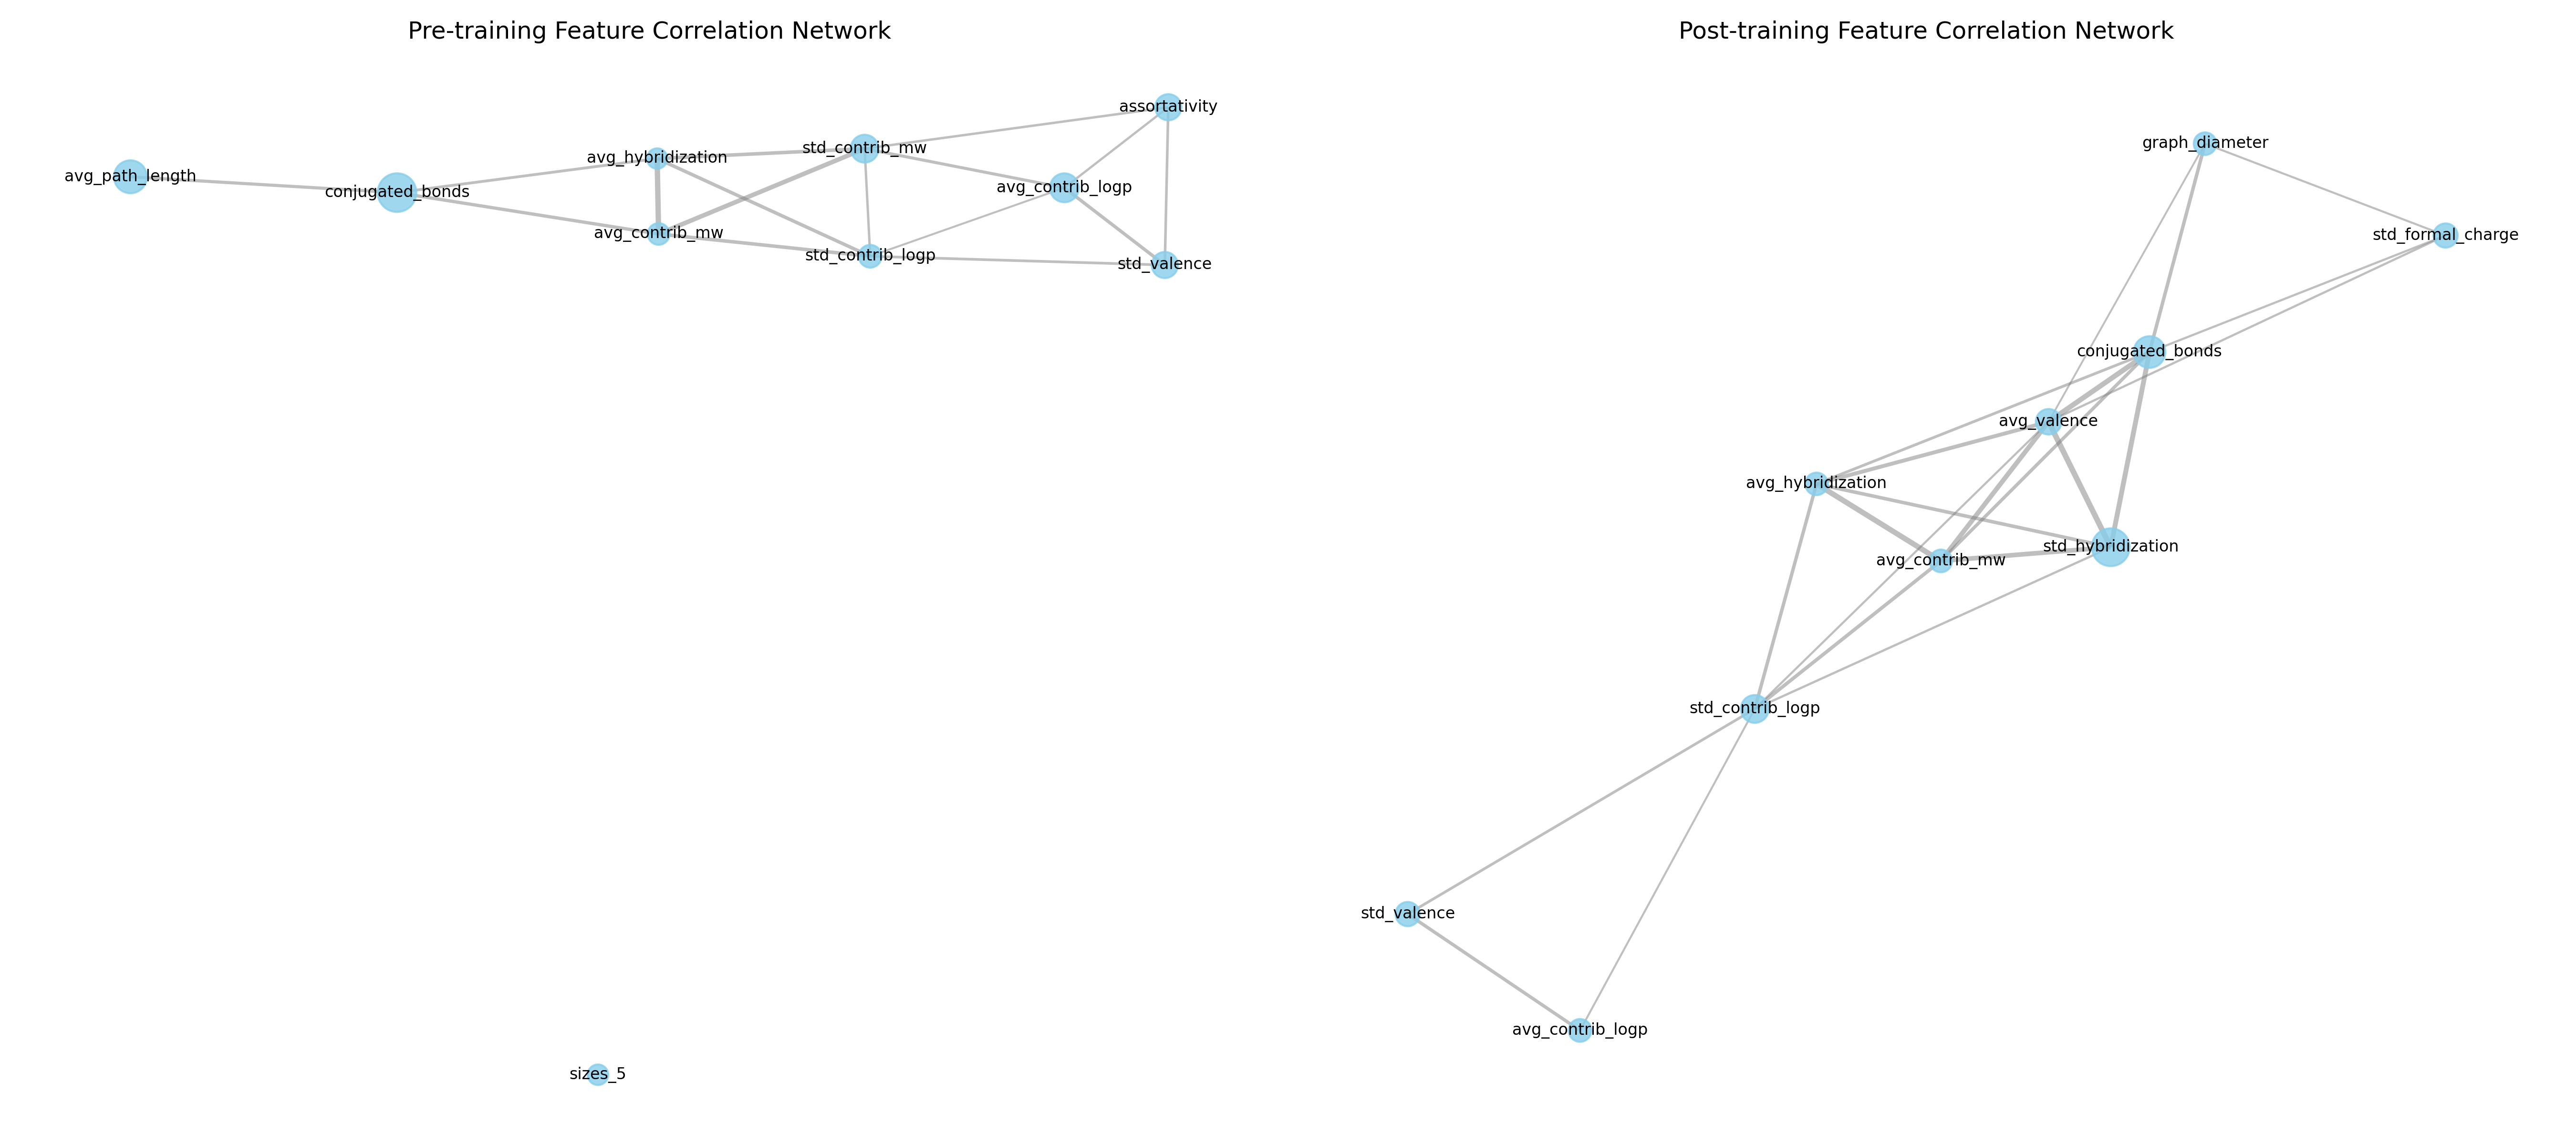 Pre-training Feature Correlation Network
assortativity
std_contrib_mw
avg_hybridization
avg_path_length
avg_contrib_logp
conjugated_bonds
avg_contrib_mw
std_contrib_logp
std_valence
sizes_5
Post-training Feature Correlation Network
graph_diameter
std_formal_charge
conjugated_bonds
avg_valence
avg_hybridization
std_hybridization
avg_contrib_mw
std_contrib_logp
std_valence
avg_contrib_logp